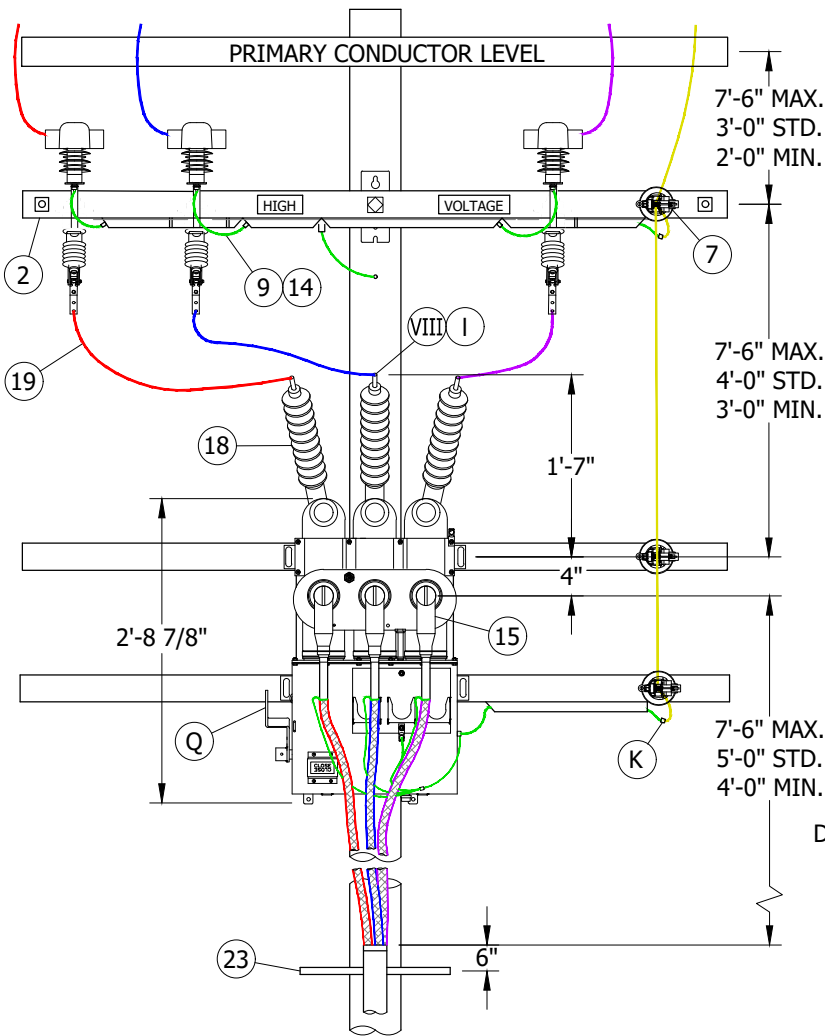 PRIMARY CONDUCTOR LEVEL
7'-6" MAX.
3'-0" STD.
2'-0" MIN.
HIGH VOLTAGE
2
9 14
7
VIII I
19
7'-6" MAX.
4'-0" STD.
3'-0" MIN.
18
1'-7"
4"
2'-8 7/8"
15
Q
K
7'-6" MAX.
5'-0" STD.
4'-0" MIN.
D
23
6"